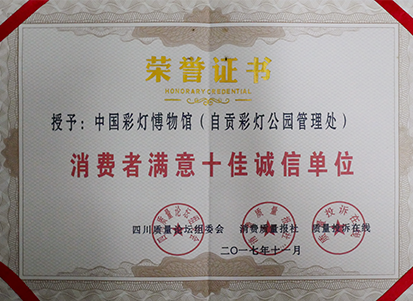 荣誉证书
HONORARY CREDENTIAL
授予：中国彩灯博物馆（自贡彩灯公园管理处）
消费者满意十佳诚信单位
四川质量论坛组委会 消费质量报社 质量投诉在线
二〇一七年十一月